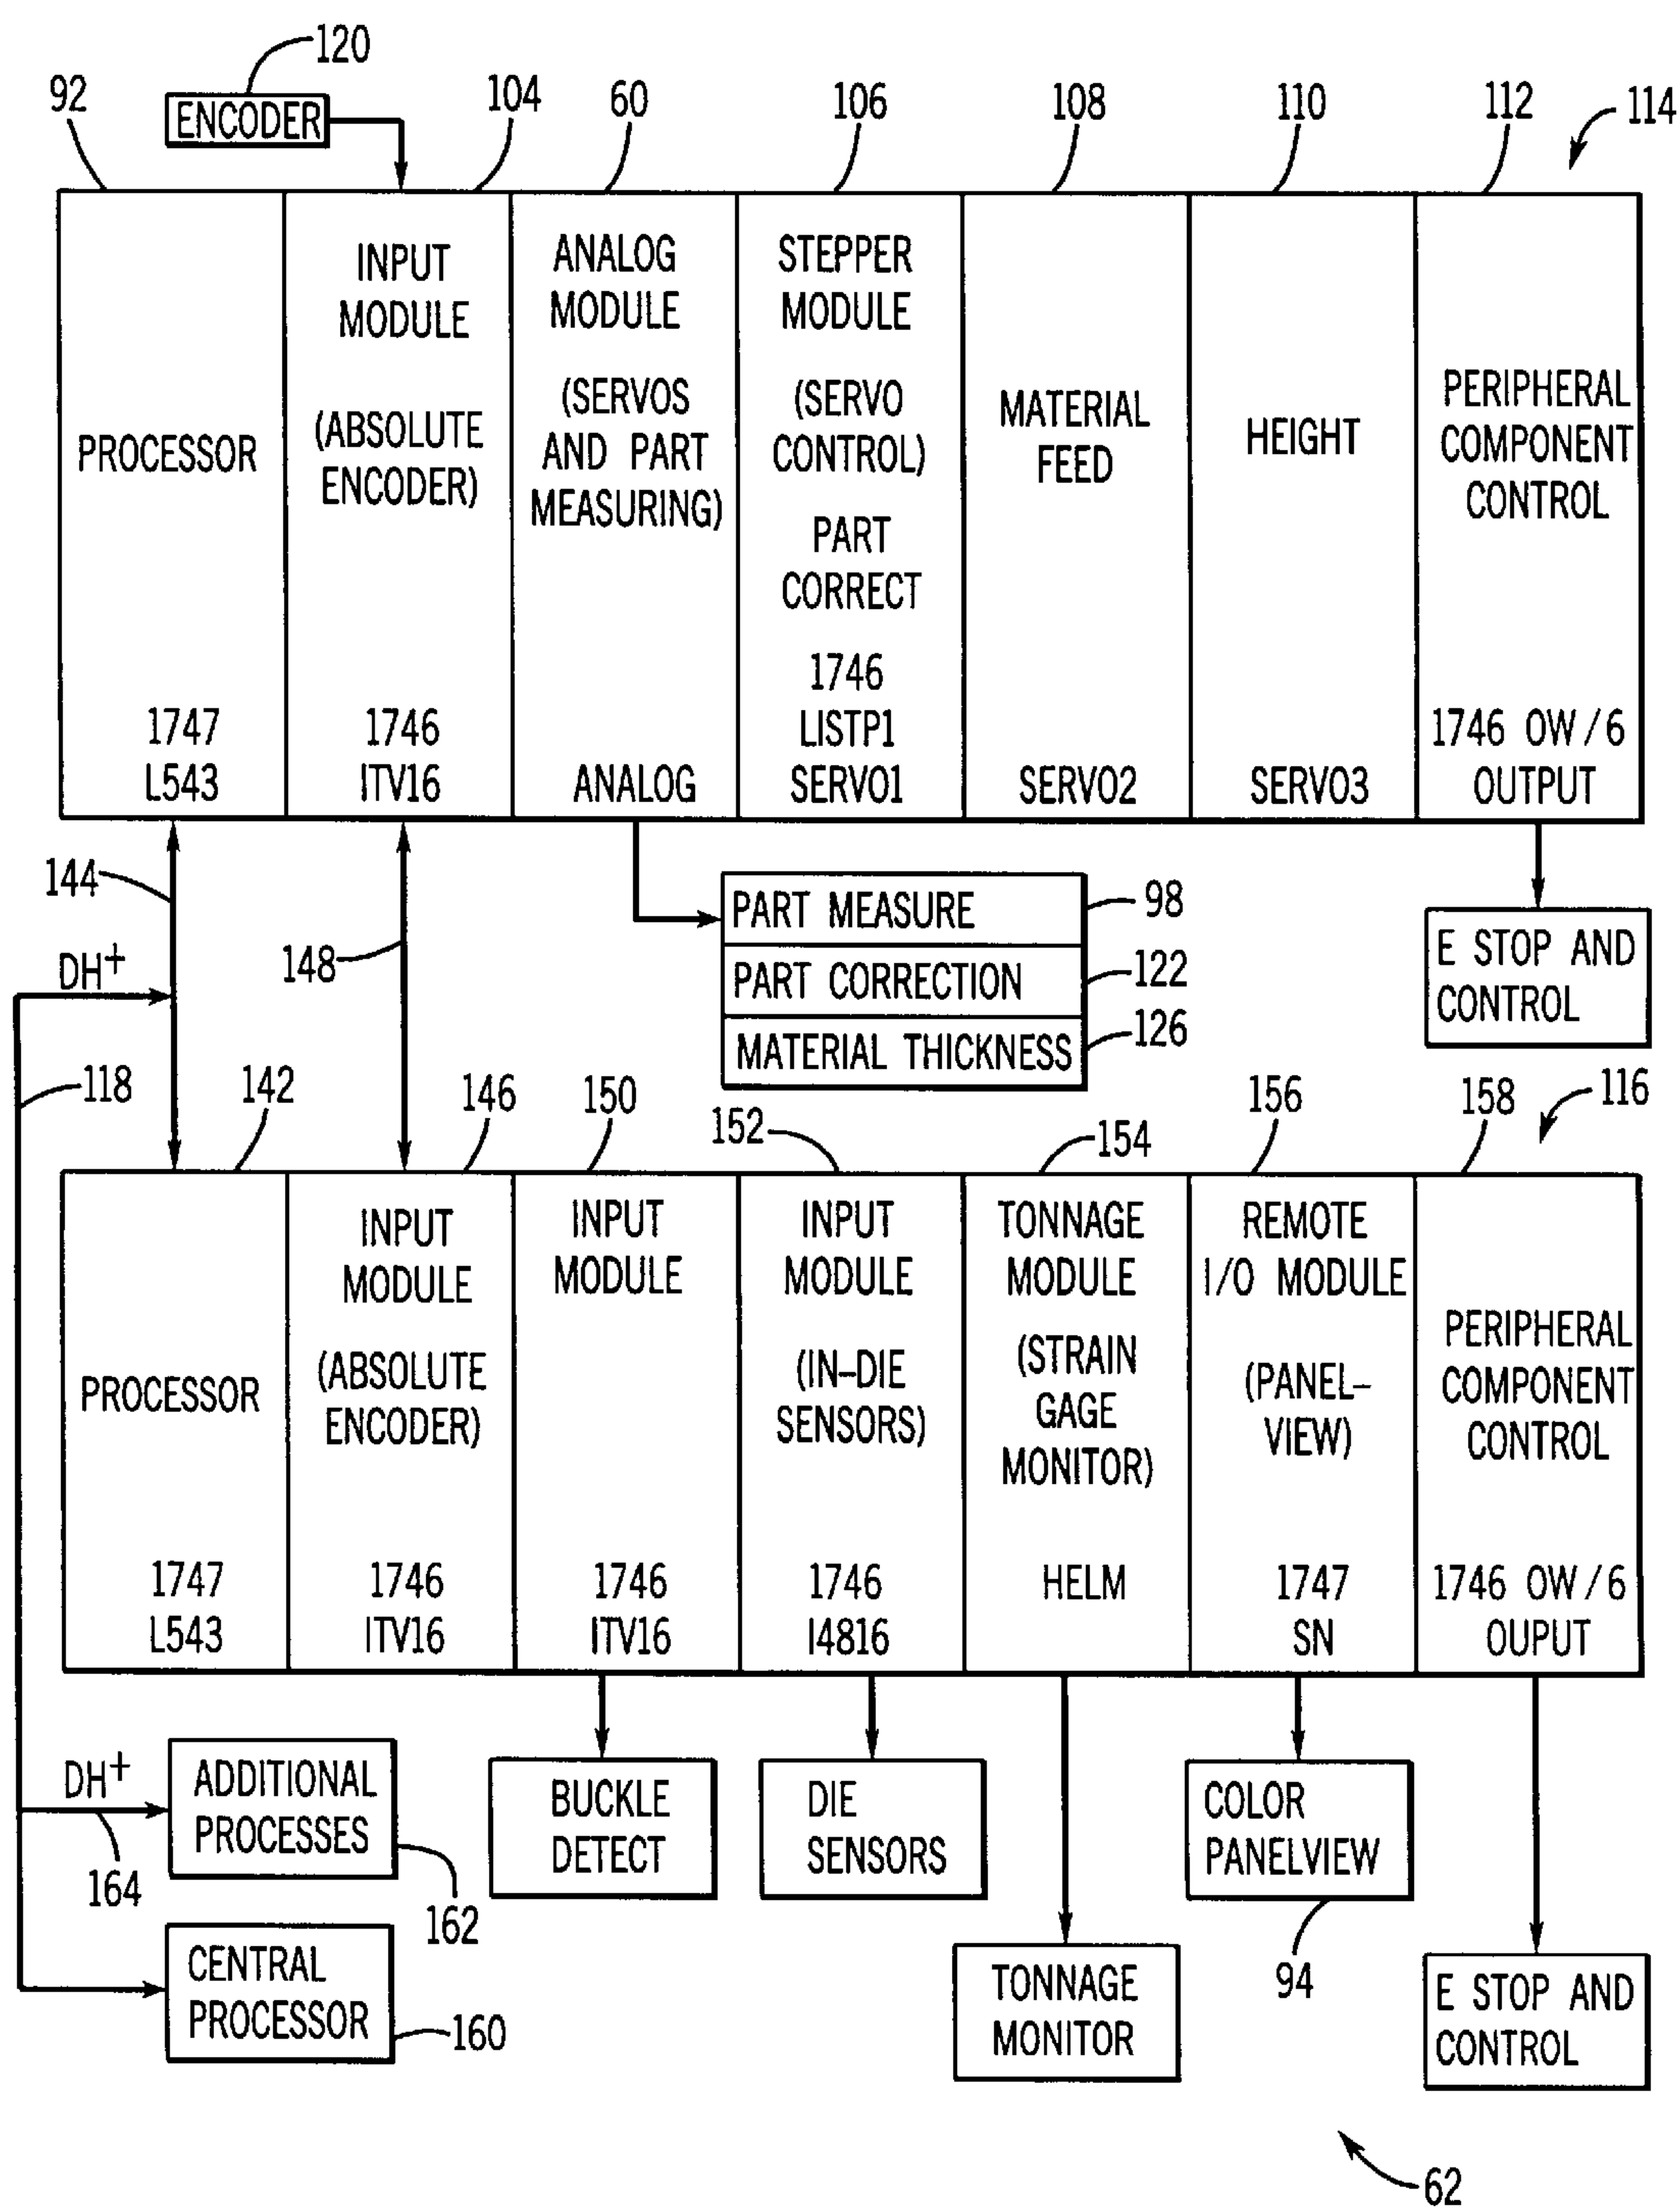 120
92
ENCODER
104
60
106
108
110
112
114
PROCESSOR
1747
L543
INPUT
MODULE
(ABSOLUTE
ENCODER)
1746
ITV16
ANALOG
MODULE
(SERVOS
AND PART
MEASURING)
ANALOG
STEPPER
MODULE
(SERVO
CONTROL)
PART
CORRECT
1746
LISTP1
SERVO1
MATERIAL
FEED
SERVO2
HEIGHT
SERVO3
PERIPHERAL
COMPONENT
CONTROL
1746 OW/6
OUTPUT
144
DH+
148
118
PART MEASURE
98
PART CORRECTION
122
MATERIAL THICKNESS
126
E STOP AND
CONTROL
142
146
150
152
154
156
158
116
PROCESSOR
1747
L543
INPUT
MODULE
(ABSOLUTE
ENCODER)
1746
ITV16
INPUT
MODULE
1746
ITV16
INPUT
MODULE
(IN-DIE
SENSORS)
1746
I4816
TONNAGE
MODULE
(STRAIN
GAGE
MONITOR)
HELM
REMOTE
I/O MODULE
(PANEL-
VIEW)
1747
SN
PERIPHERAL
COMPONENT
CONTROL
1746 OW/6
OUPUT
DH+
164
ADDITIONAL
PROCESSES
162
CENTRAL
PROCESSOR
160
BUCKLE
DETECT
DIE
SENSORS
TONNAGE
MONITOR
COLOR
PANELVIEW
94
E STOP AND
CONTROL
62